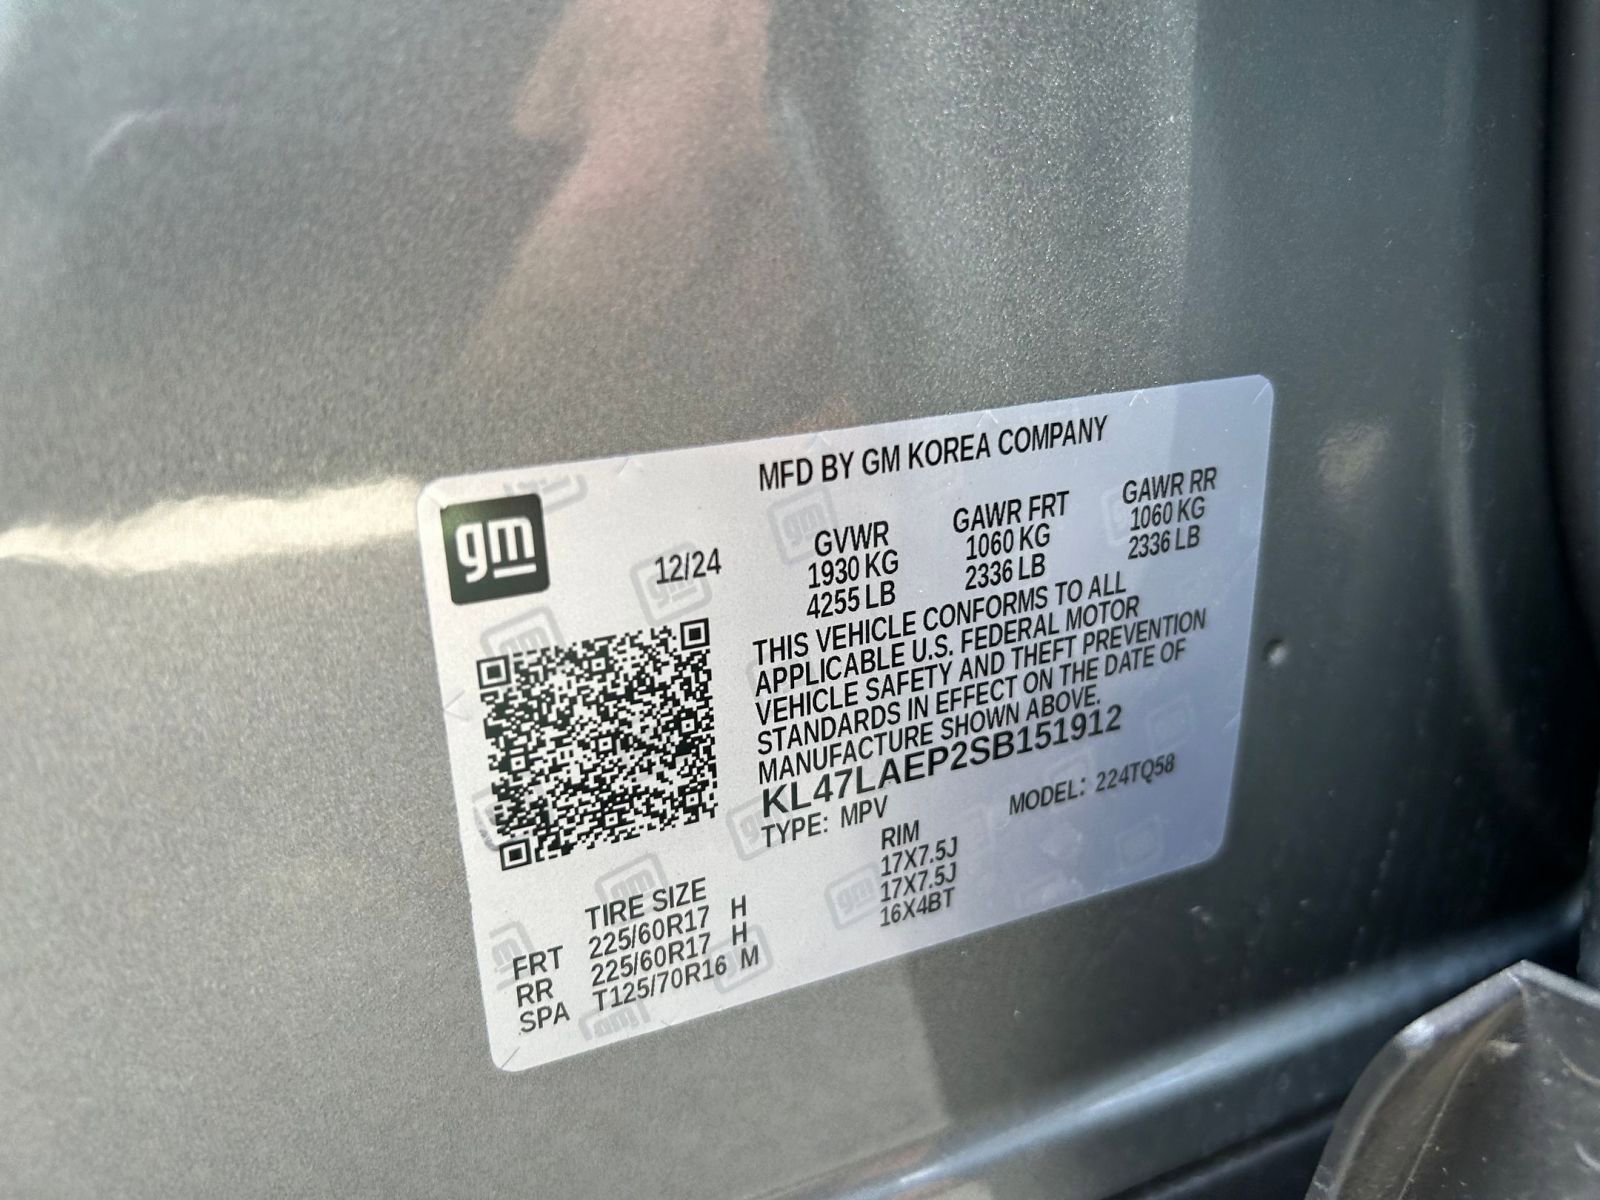 gm
MFD BY GM KOREA COMPANY
12/24
GVWR GAWR FRT GAWR RR
1930 KG 1060 KG 1060 KG
4255 LB 2336 LB 2336 LB
THIS VEHICLE CONFORMS TO ALL
APPLICABLE U.S. FEDERAL MOTOR
VEHICLE SAFETY AND THEFT PREVENTION
STANDARDS IN EFFECT ON THE DATE OF
MANUFACTURE SHOWN ABOVE.
KL47LAEP2SB151912
TYPE: MPV MODEL: 224TQ58
TIRE SIZE RIM
FRT 225/60R17 H 17X7.5J
RR 225/60R17 H 17X7.5J
SPA T125/70R16 M 16X4BT